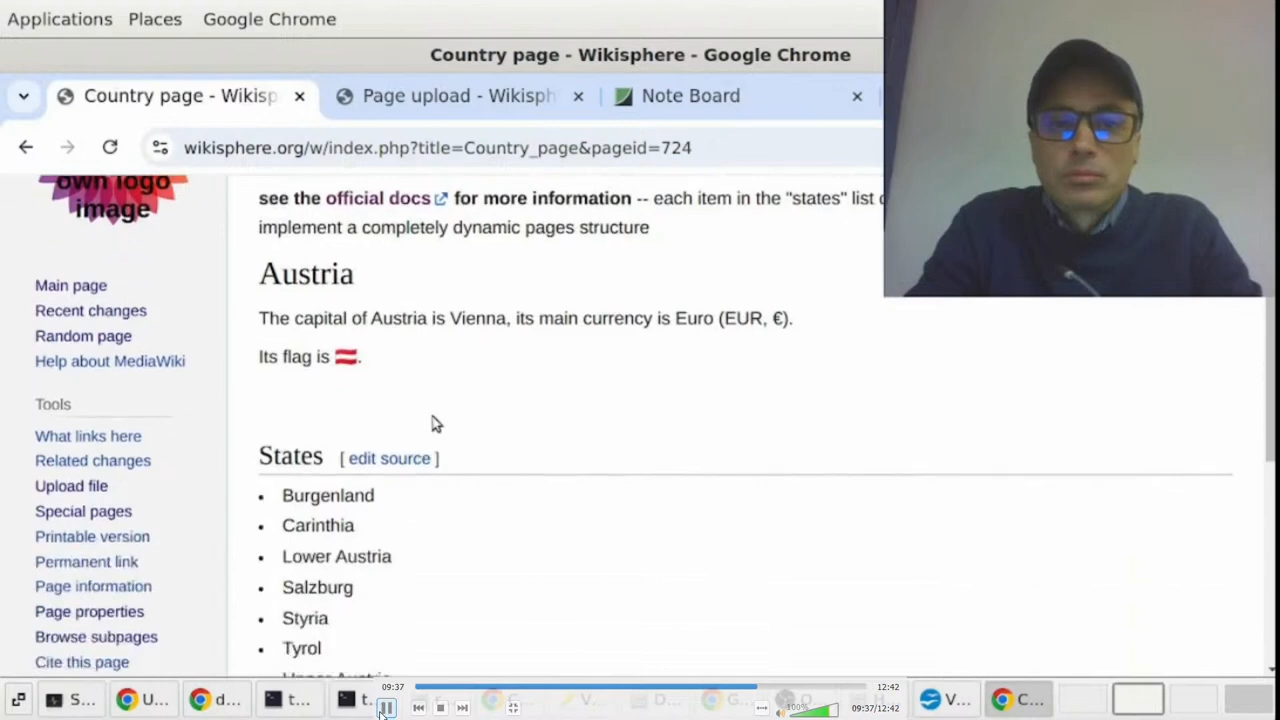 Applications Places Google Chrome
Country page - Wikisphere - Google Chrome
Country page - Wikisp Page upload - Wikisph Note Board
wikisphere.org/w/index.php?title=Country_page&pageid=724
own logo
image
see the official docs for more information -- each item in the "states" list
implement a completely dynamic pages structure
Austria
The capital of Austria is Vienna, its main currency is Euro (EUR, €).
Its flag is 🇦🇹.
States [ edit source ]
• Burgenland
• Carinthia
• Lower Austria
• Salzburg
• Styria
• Tyrol
Main page
Recent changes
Random page
Help about MediaWiki
Tools
What links here
Related changes
Upload file
Special pages
Printable version
Permanent link
Page information
Page properties
Browse subpages
Cite this page
S... U... d... t... t... V... C...
09:37 12:42
100% 09:37/12:42